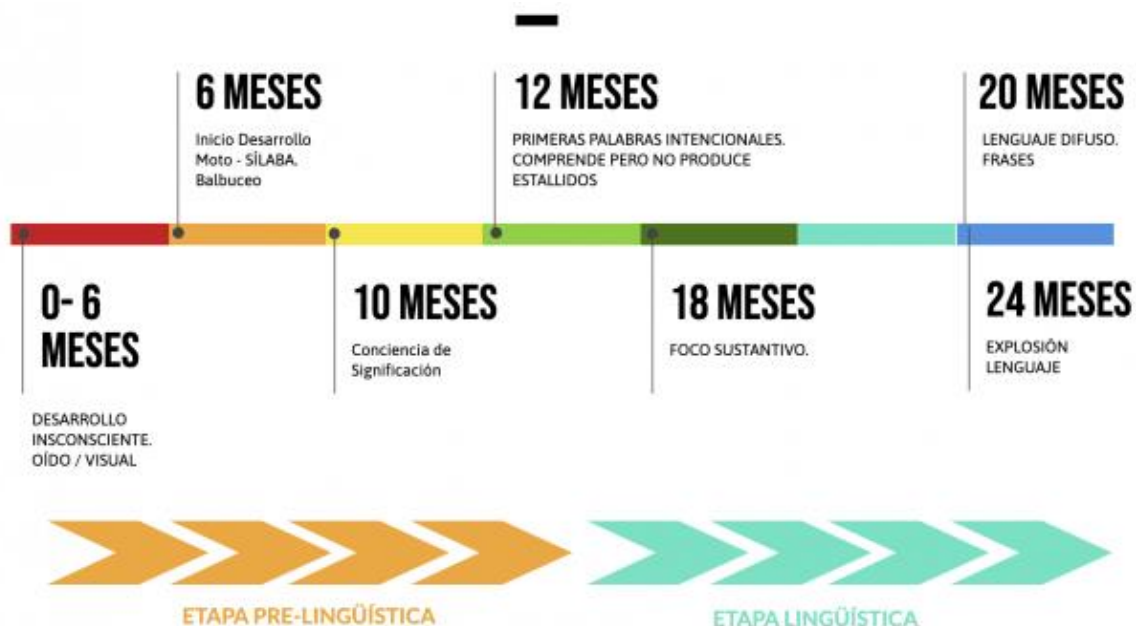 6 MESES
Inicio Desarrollo
Moto - SÍLABA.
Balbuceo
12 MESES
PRIMERAS PALABRAS INTENCIONALES.
COMPRENDE PERO NO PRODUCE
ESTALLIDOS
20 MESES
LENGUAJE DIFUSO.
FRASES
0- 6
MESES
DESARROLLO
INSCONSCIENTE.
OÍDO / VISUAL
10 MESES
Conciencia de
Significación
18 MESES
FOCO SUSTANTIVO.
24 MESES
EXPLOSIÓN
LENGUAJE
ETAPA PRE-LINGÜÍSTICA
ETAPA LINGÜÍSTICA